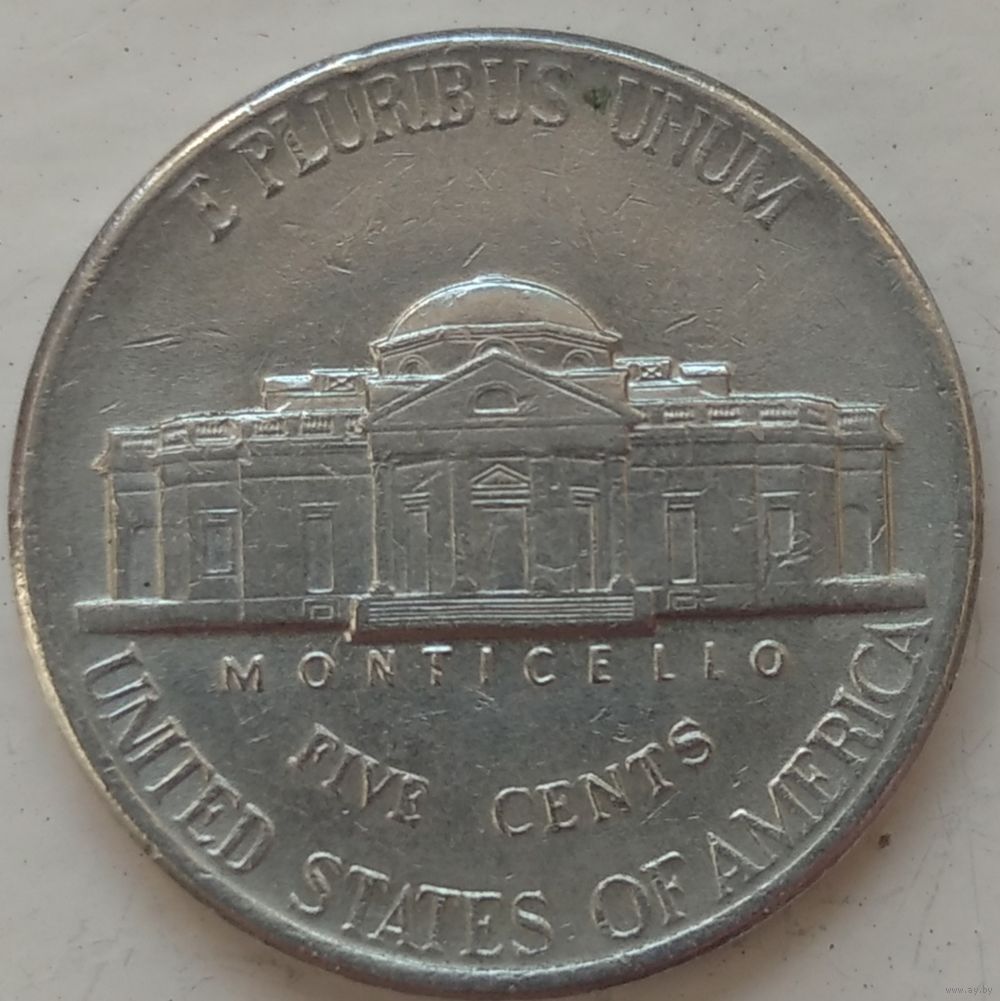 E PLURIBUS UNUM
MONTICELLO
FIVE CENTS
UNITED STATES OF AMERICA
www.ay.by